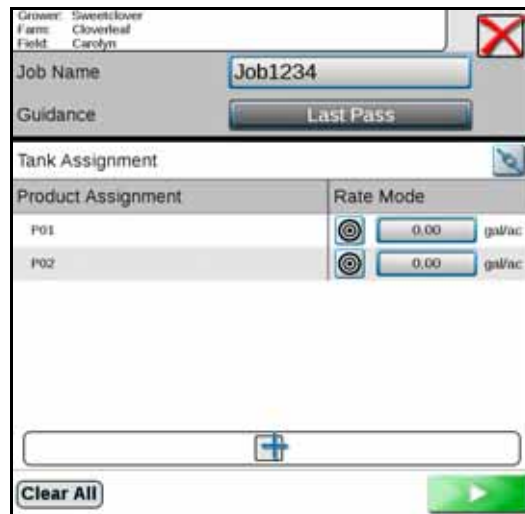 Grower: Sweetclover
Farm: Cloverleaf
Field: Carolyn
Job Name Job1234
Guidance Last Pass
Tank Assignment
Product Assignment Rate Mode
P01 0.00 gal/ac
P02 0.00 gal/ac
Clear All